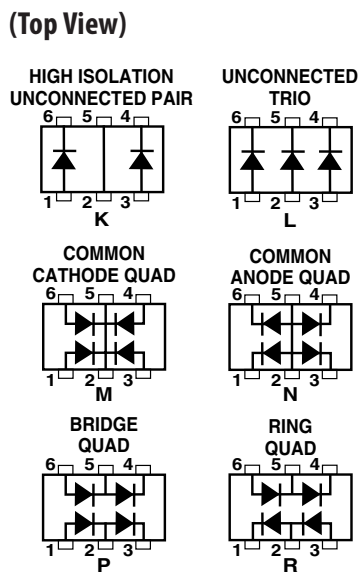 (Top View)
HIGH ISOLATION
UNCONNECTED PAIR
6 5 4
1 2 3
K
UNCONNECTED
TRIO
6 5 4
1 2 3
L
COMMON
CATHODE QUAD
6 5 4
1 2 3
M
COMMON
ANODE QUAD
6 5 4
1 2 3
N
BRIDGE
QUAD
6 5 4
1 2 3
P
RING
QUAD
6 5 4
1 2 3
R